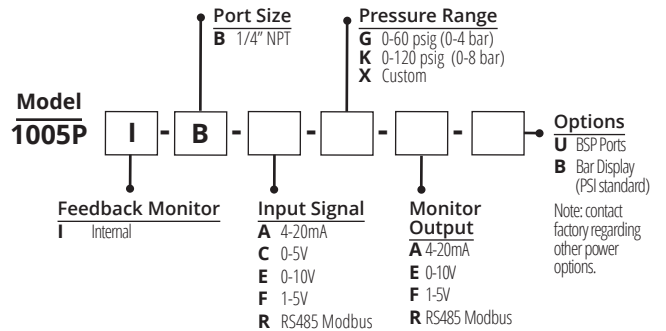 Port Size
B 1/4” NPT
Pressure Range
G 0-60 psig (0-4 bar)
K 0-120 psig (0-8 bar)
X Custom
Model
1005P I - B - - - -
Options
U BSP Ports
B Bar Display
(PSI standard)
Note: contact
factory regarding
other power
options.
Feedback Monitor
I Internal
Input Signal
A 4-20mA
C 0-5V
E 0-10V
F 1-5V
R RS485 Modbus
Monitor
Output
A 4-20mA
E 0-10V
F 1-5V
R RS485 Modbus